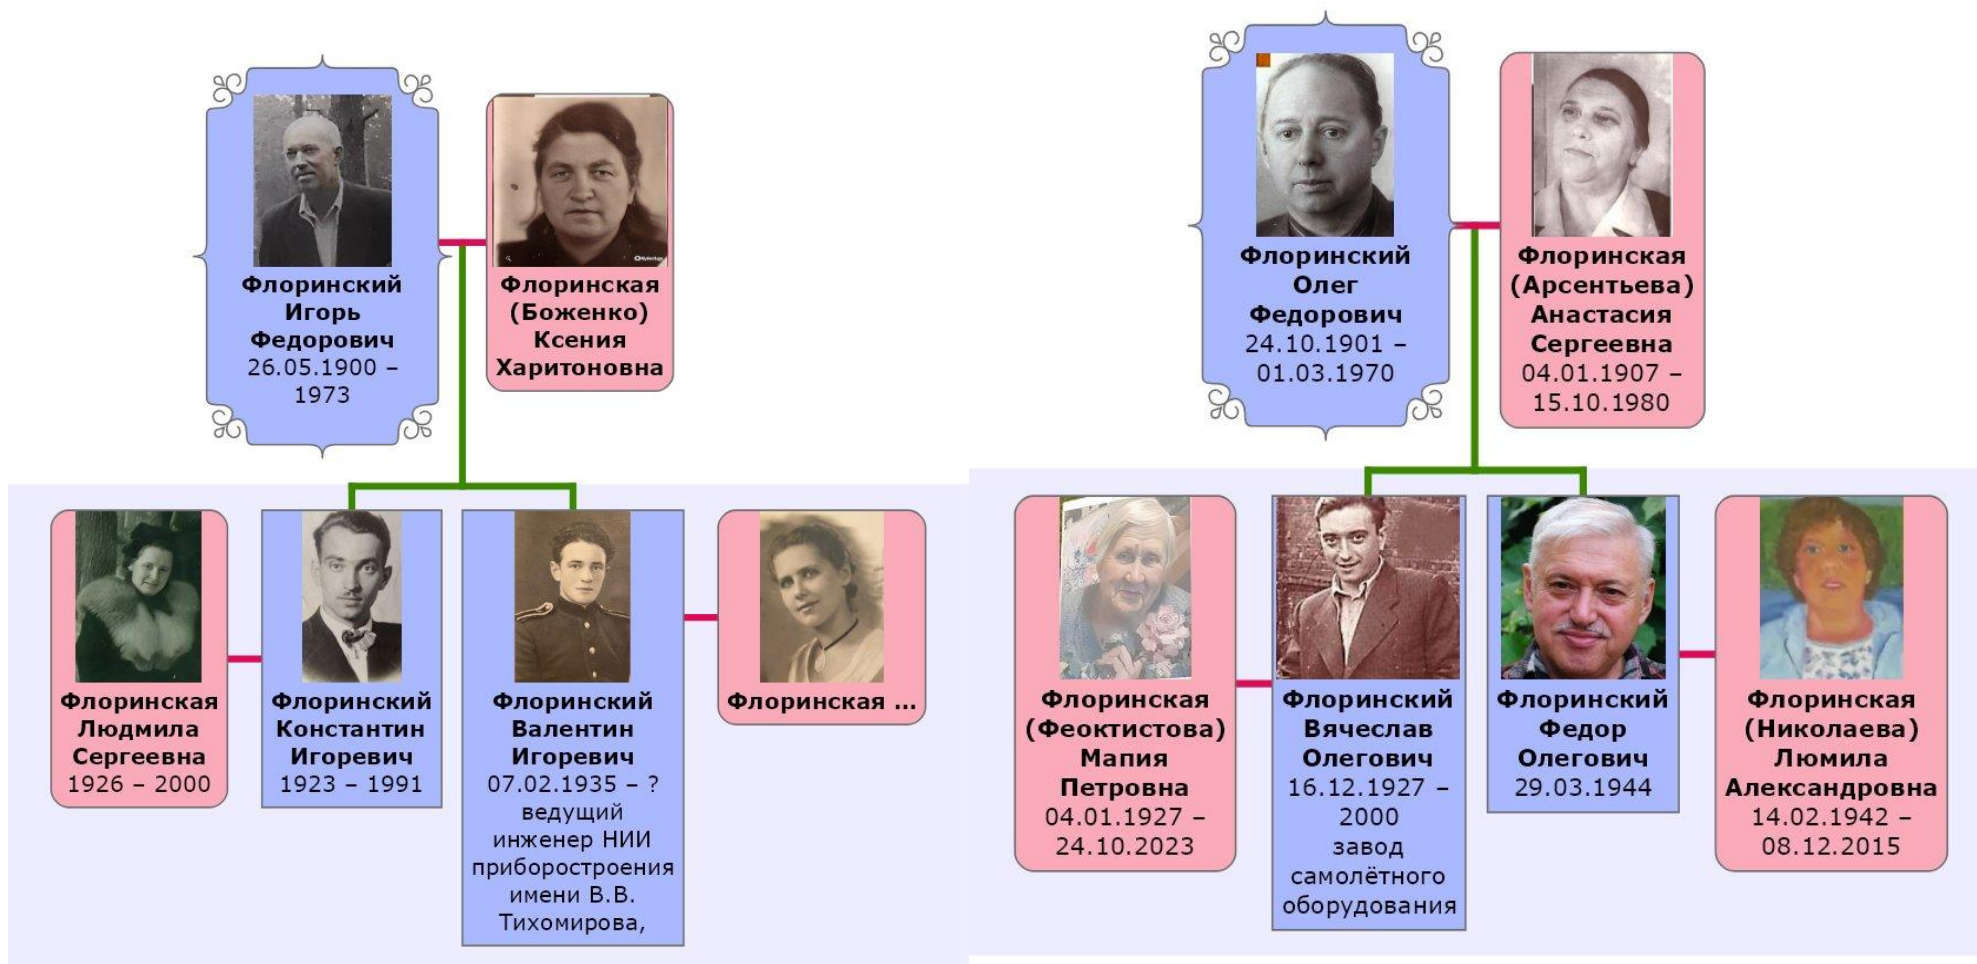 Флоринский
Игорь
Федорович
26.05.1900 –
1973
Флоринская
(Боженко)
Ксения
Харитоновна
Флоринский
Олег
Федорович
24.10.1901 –
01.03.1970
Флоринская
(Арсентьева)
Анастасия
Сергеевна
04.01.1907 –
15.10.1980
Флоринская
Людмила
Сергеевна
1926 – 2000
Флоринский
Константин
Игоревич
1923 – 1991
Флоринский
Валентин
Игоревич
07.02.1935 – ?
ведущий
инженер НИИ
приборостроения
имени В.В.
Тихомирова,
Флоринская ...
Флоринская
(Феоктистова)
Мапия
Петровна
04.01.1927 –
24.10.2023
Флоринский
Вячеслав
Олегович
16.12.1927 –
2000
завод
самолётного
оборудования
Флоринский
Федор
Олегович
29.03.1944
Флоринская
(Николаева)
Люмила
Александровна
14.02.1942 –
08.12.2015